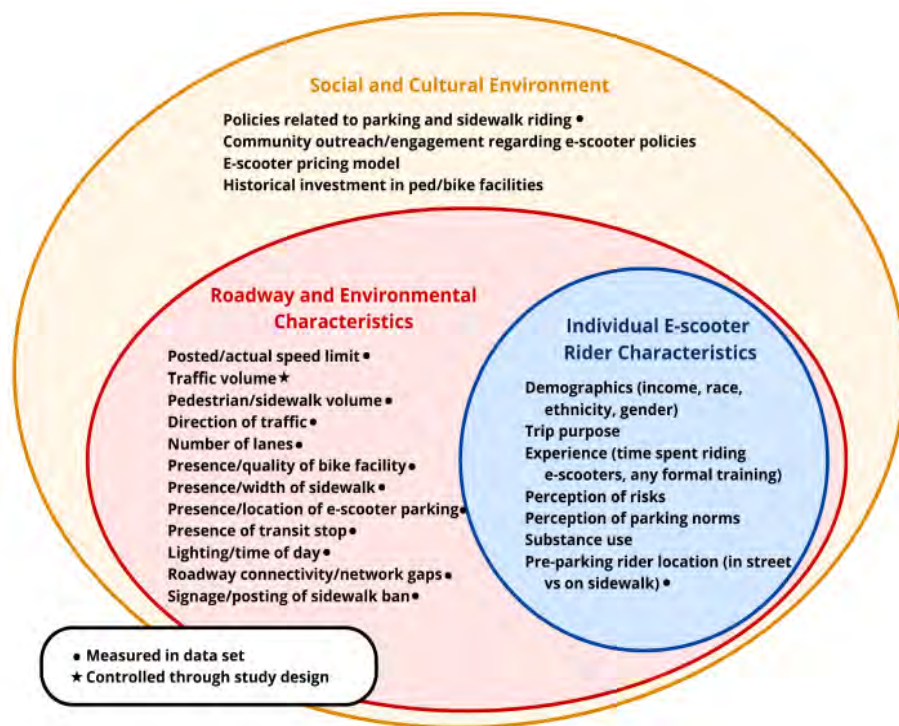 Social and Cultural Environment
Policies related to parking and sidewalk riding •
Community outreach/engagement regarding e-scooter policies
E-scooter pricing model
Historical investment in ped/bike facilities
Roadway and Environmental
Characteristics
Posted/actual speed limit •
Traffic volume ★
Pedestrian/sidewalk volume •
Direction of traffic •
Number of lanes •
Presence/quality of bike facility •
Presence/width of sidewalk •
Presence/location of e-scooter parking •
Presence of transit stop •
Lighting/time of day •
Roadway connectivity/network gaps •
Signage/posting of sidewalk ban •
Individual E-scooter
Rider Characteristics
Demographics (income, race,
ethnicity, gender)
Trip purpose
Experience (time spent riding
e-scooters, any formal training)
Perception of risks
Perception of parking norms
Substance use
Pre-parking rider location (in street
vs on sidewalk) •
• Measured in data set
★ Controlled through study design